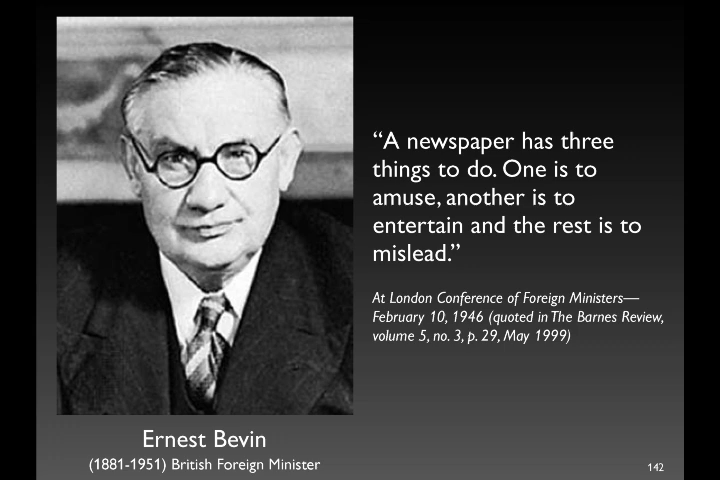 “A newspaper has three
things to do. One is to
amuse, another is to
entertain and the rest is to
mislead.”
At London Conference of Foreign Ministers—
February 10, 1946 (quoted in The Barnes Review,
volume 5, no. 3, p. 29, May 1999)
Ernest Bevin
(1881-1951) British Foreign Minister
142